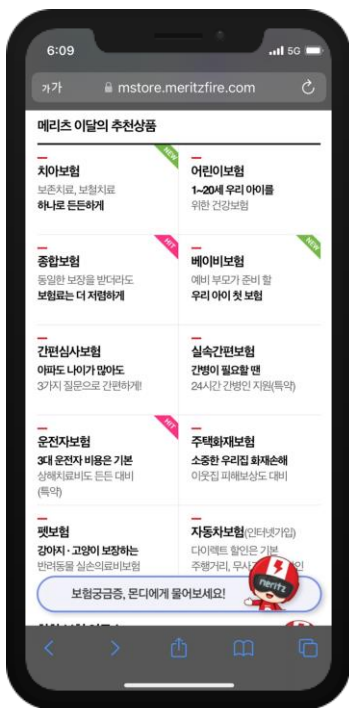 6:09
5G
가가 mstore.meritzfire.com
메리츠 이달의 추천상품
NEW
치아보험
보존치료, 보철치료
하나로 든든하게
어린이보험
1~20세 우리 아이를
위한 건강보험
HIT
종합보험
동일한 보장을 받더라도
보험료는 더 저렴하게
NEW
베이비보험
예비 부모가 준비 할
우리 아이 첫 보험
간편심사보험
아파도 나이가 많아도
3가지 질문으로 간편하게!
실속간편보험
간병이 필요할 땐
24시간 간병인 지원(특약)
HIT
운전자보험
3대 운전자 비용은 기본
상해치료비도 든든 대비
(특약)
주택화재보험
소중한 우리집 화재손해
이웃집 피해보상도 대비
펫보험
강아지·고양이 보장하는
반려동물 실손의료비보험
자동차보험(인터넷가입)
다이렉트 할인은 기본
주행거리, 무사
보험궁금증, 몬디에게 물어보세요!
meritz